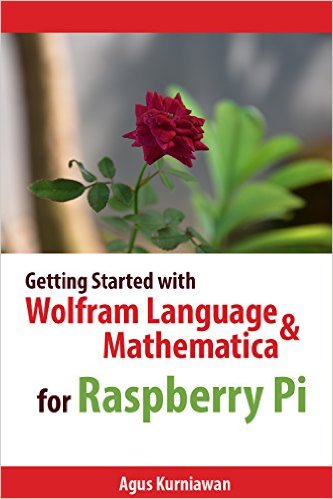 Getting Started with
Wolfram Language
& Mathematica
for Raspberry Pi
Agus Kurniawan